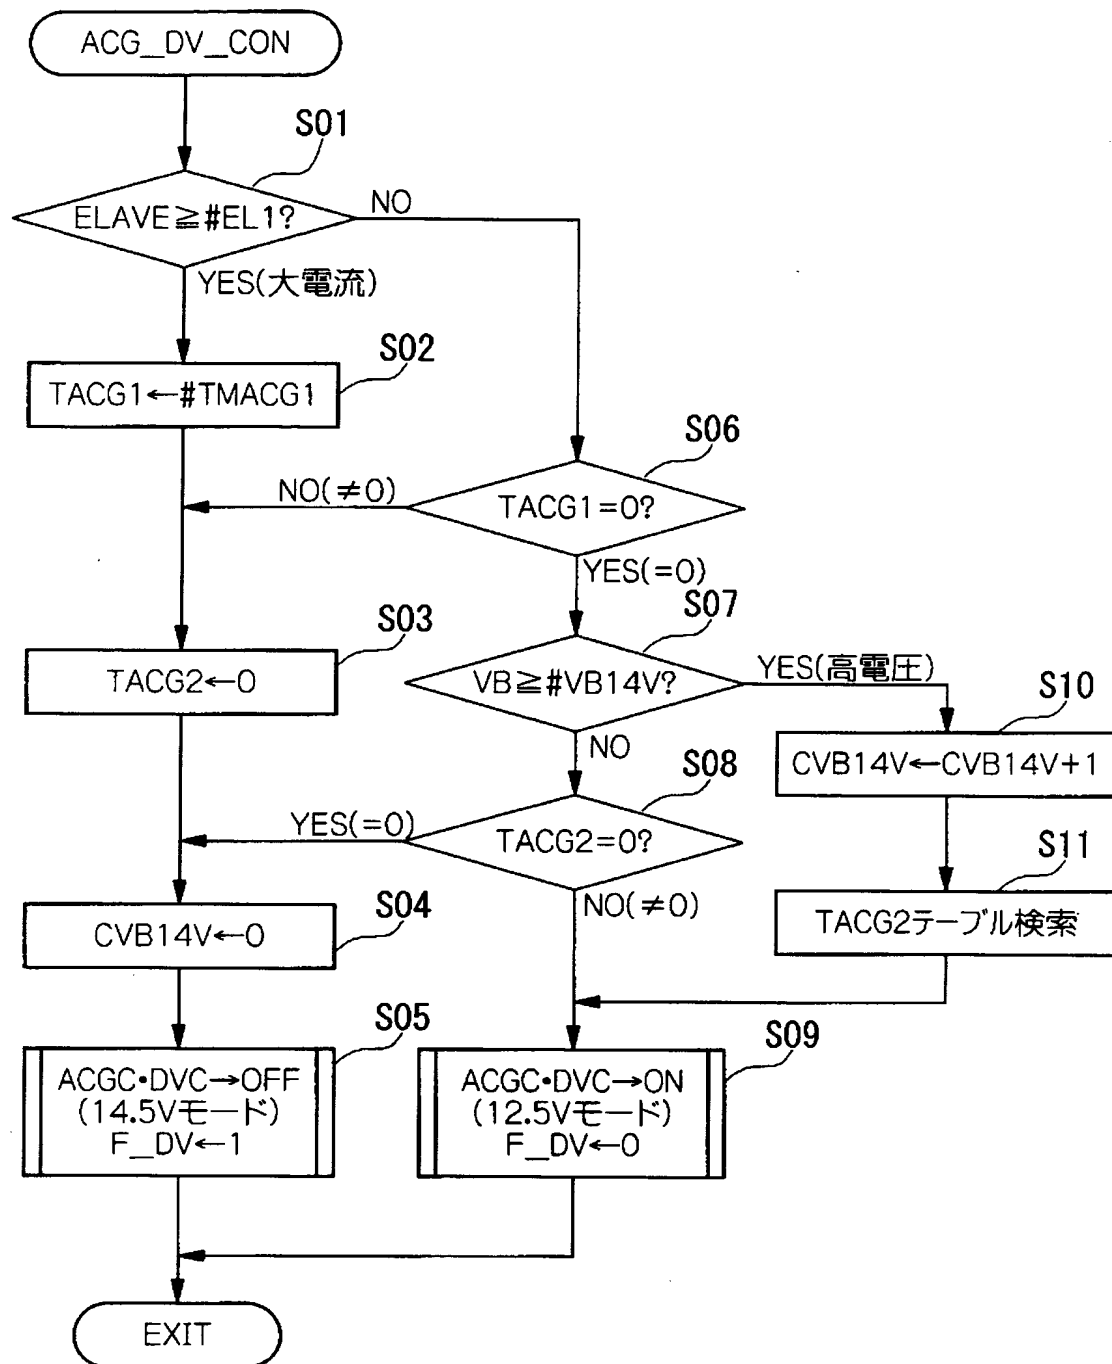 ACG_DV_CON
S01
ELAVE≧#EL1?
NO
YES(大電流)
S02
TACG1←#TMACG1
S06
TACG1=0?
NO(≠0)
YES(=0)
S03
TACG2←0
S07
VB≧#VB14V?
YES(高電圧)
NO
S10
CVB14V←CVB14V+1
S08
TACG2=0?
YES(=0)
NO(≠0)
S11
TACG2テーブル検索
S04
CVB14V←0
S05
ACGC•DVC→OFF
(14.5Vモード)
F_DV←1
S09
ACGC•DVC→ON
(12.5Vモード)
F_DV←0
EXIT